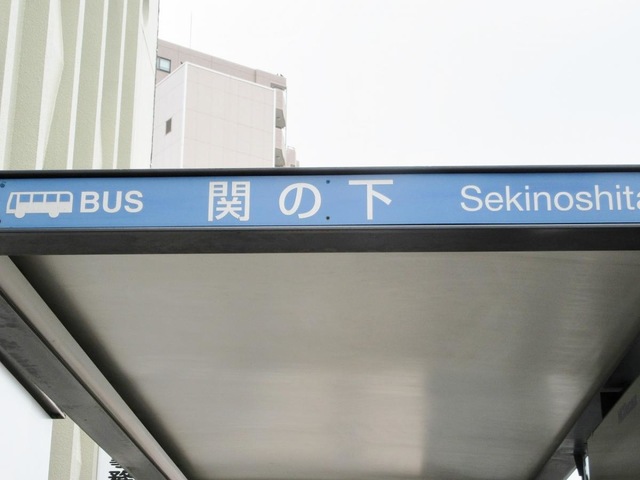 BUS 関の下 Sekinoshita